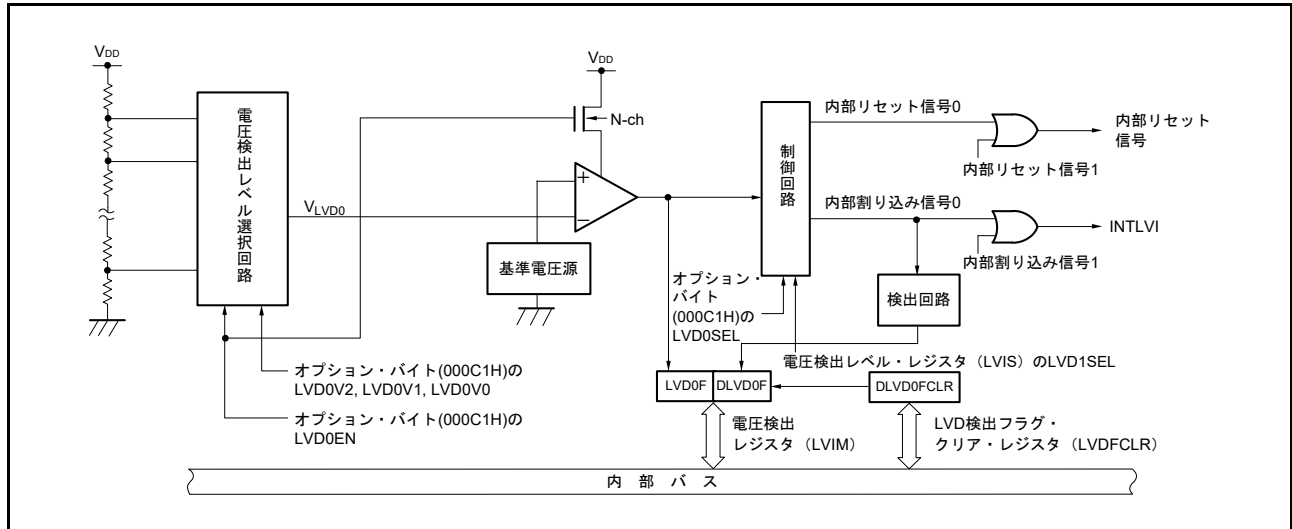 VDD
電圧検出レベル選択回路
VLVD0
VDD
N-ch
+
−
基準電圧源
制御回路
内部リセット信号0
内部リセット信号1
内部リセット
信号
内部割り込み信号0
内部割り込み信号1
INTLVI
検出回路
オプション・
バイト
(000C1H)の
LVD0SEL
電圧検出レベル・レジスタ（LVIS）のLVD1SEL
オプション・バイト(000C1H)の
LVD0V2, LVD0V1, LVD0V0
オプション・バイト(000C1H)の
LVD0EN
LVD0F
DLVD0F
DLVD0FCLR
電圧検出
レジスタ（LVIM）
LVD検出フラグ・
クリア・レジスタ（LVDFCLR）
内 部 バ ス